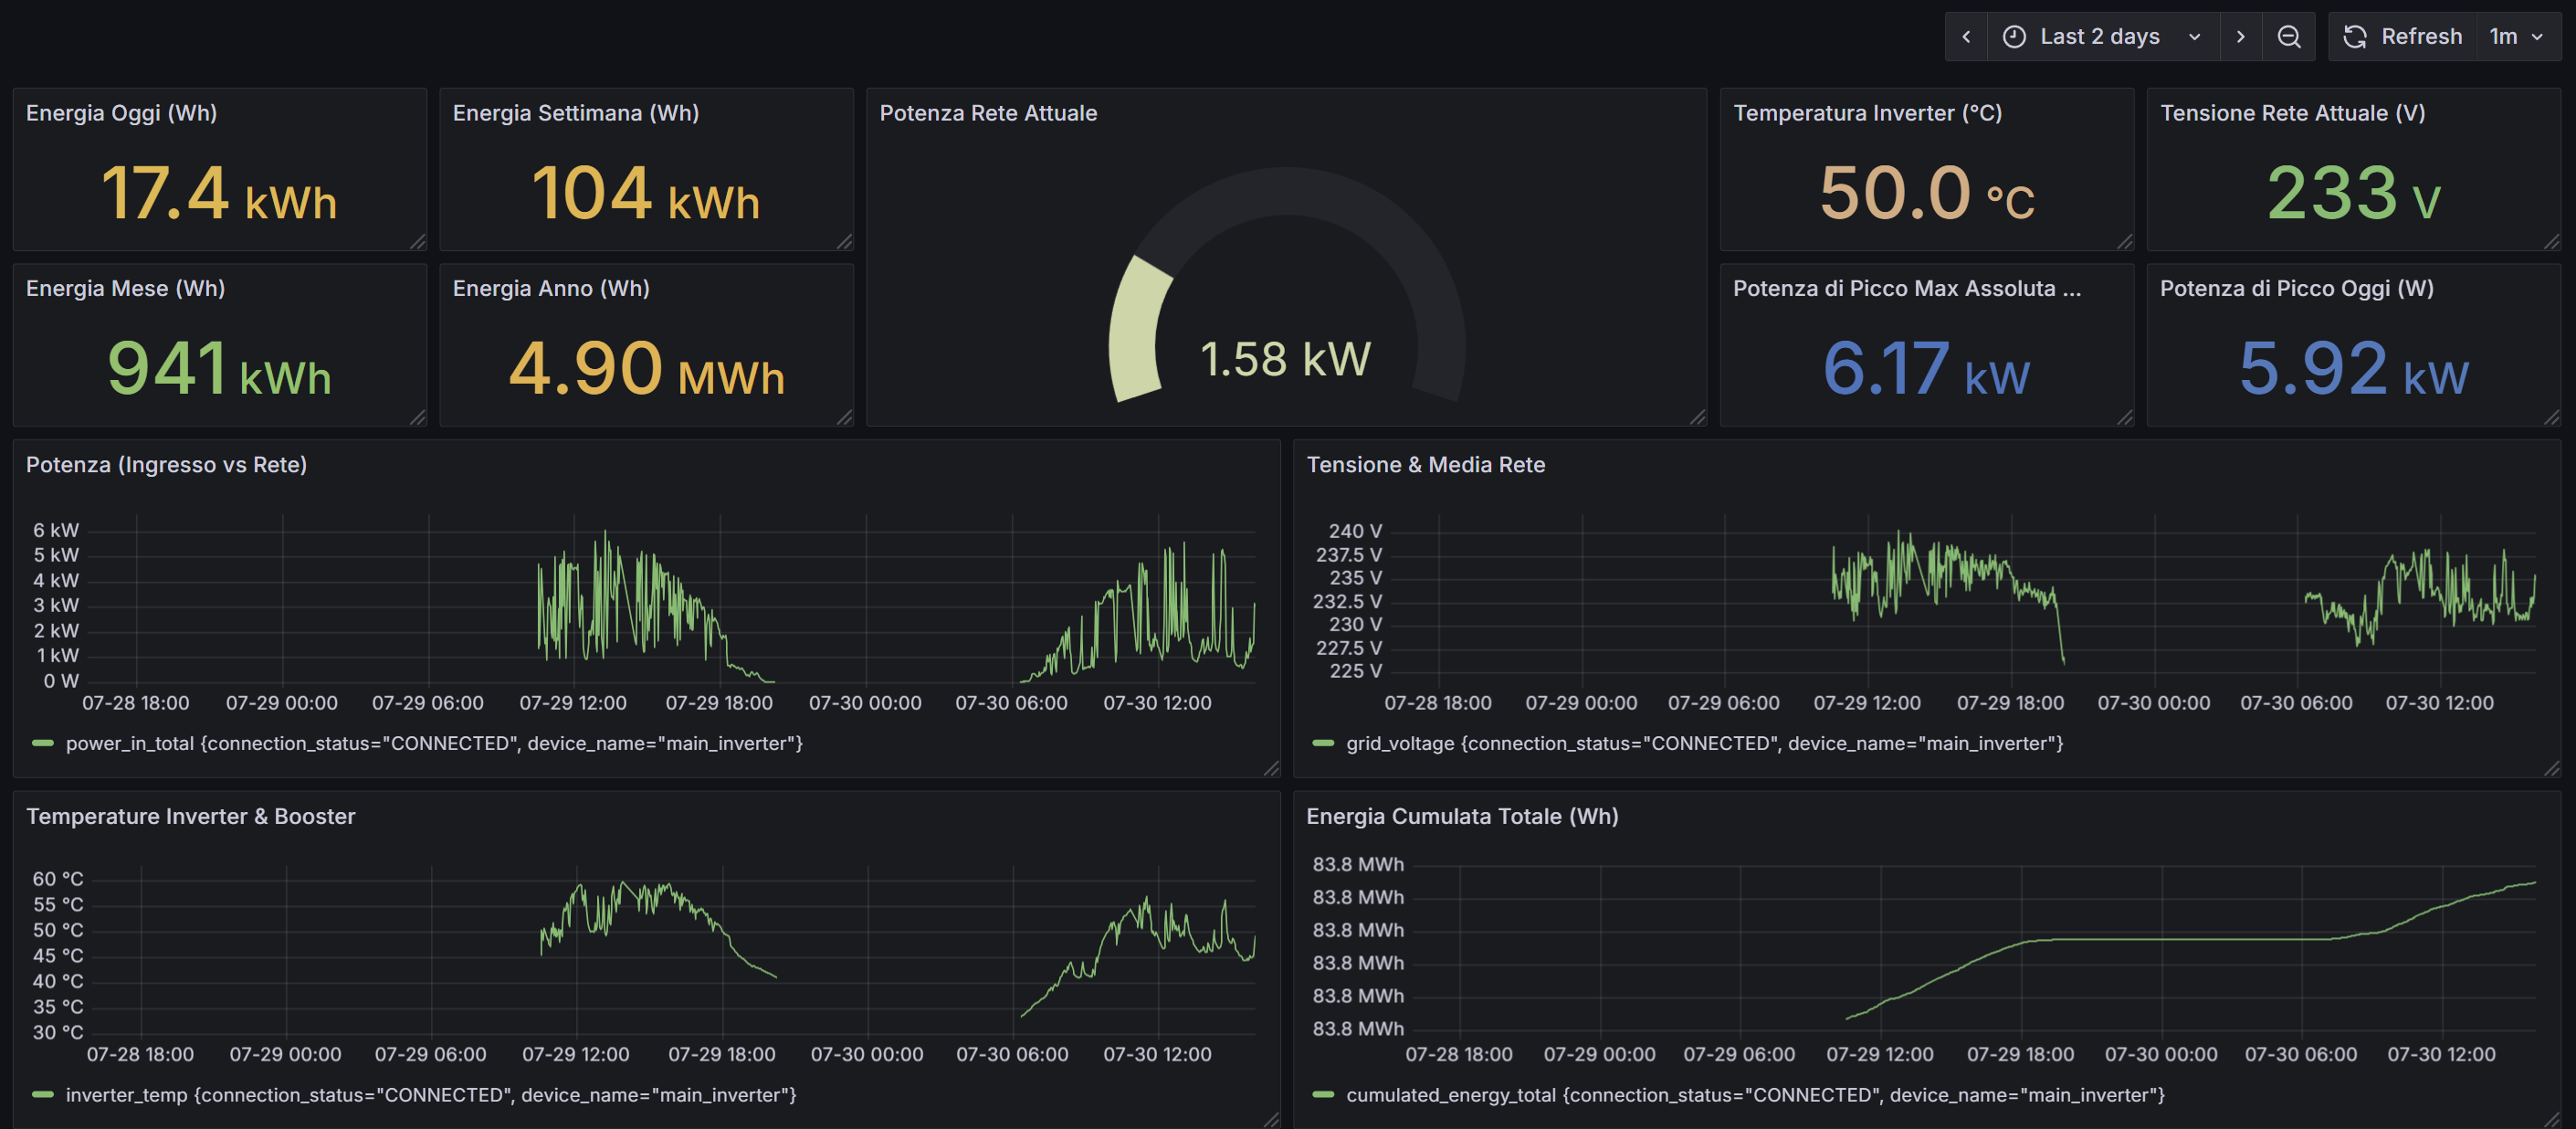 Last 2 days
Refresh 1m
Energia Oggi (Wh)
17.4 kWh
Energia Settimana (Wh)
104 kWh
Potenza Rete Attuale
1.58 kW
Temperatura Inverter (°C)
50.0 °C
Tensione Rete Attuale (V)
233 V
Energia Mese (Wh)
941 kWh
Energia Anno (Wh)
4.90 MWh
Potenza di Picco Max Assoluta ...
6.17 kW
Potenza di Picco Oggi (W)
5.92 kW
Potenza (Ingresso vs Rete)
6 kW
5 kW
4 kW
3 kW
2 kW
1 kW
0 W
07-28 18:00 07-29 00:00 07-29 06:00 07-29 12:00 07-29 18:00 07-30 00:00 07-30 06:00 07-30 12:00
power_in_total {connection_status="CONNECTED", device_name="main_inverter"}
Tensione & Media Rete
240 V
237.5 V
235 V
232.5 V
230 V
227.5 V
225 V
07-28 18:00 07-29 00:00 07-29 06:00 07-29 12:00 07-29 18:00 07-30 00:00 07-30 06:00 07-30 12:00
grid_voltage {connection_status="CONNECTED", device_name="main_inverter"}
Temperature Inverter & Booster
60 °C
55 °C
50 °C
45 °C
40 °C
35 °C
30 °C
07-28 18:00 07-29 00:00 07-29 06:00 07-29 12:00 07-29 18:00 07-30 00:00 07-30 06:00 07-30 12:00
inverter_temp {connection_status="CONNECTED", device_name="main_inverter"}
Energia Cumulata Totale (Wh)
83.8 MWh
83.8 MWh
83.8 MWh
83.8 MWh
83.8 MWh
83.8 MWh
07-28 18:00 07-29 00:00 07-29 06:00 07-29 12:00 07-29 18:00 07-30 00:00 07-30 06:00 07-30 12:00
cumulated_energy_total {connection_status="CONNECTED", device_name="main_inverter"}